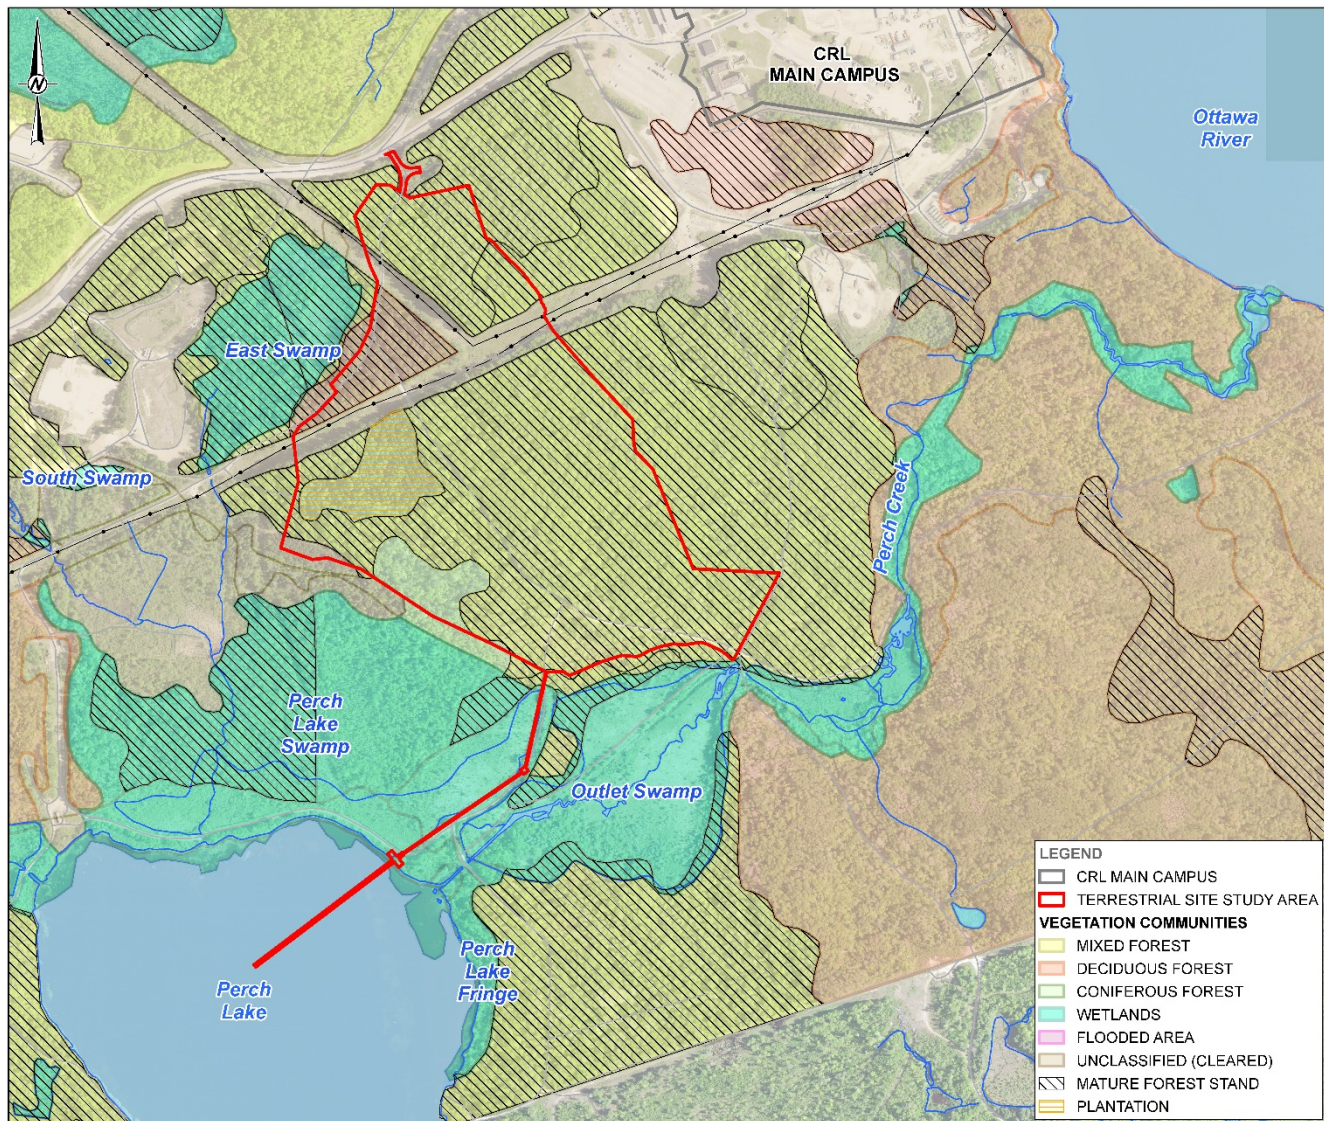 CRL
MAIN CAMPUS
Ottawa
River
N
East Swamp
South Swamp
Perch Creek
Perch
Lake
Swamp
Outlet Swamp
Perch
Lake
Fringe
Perch
Lake
LEGEND
CRL MAIN CAMPUS
TERRESTRIAL SITE STUDY AREA
VEGETATION COMMUNITIES
MIXED FOREST
DECIDUOUS FOREST
CONIFEROUS FOREST
WETLANDS
FLOODED AREA
UNCLASSIFIED (CLEARED)
MATURE FOREST STAND
PLANTATION